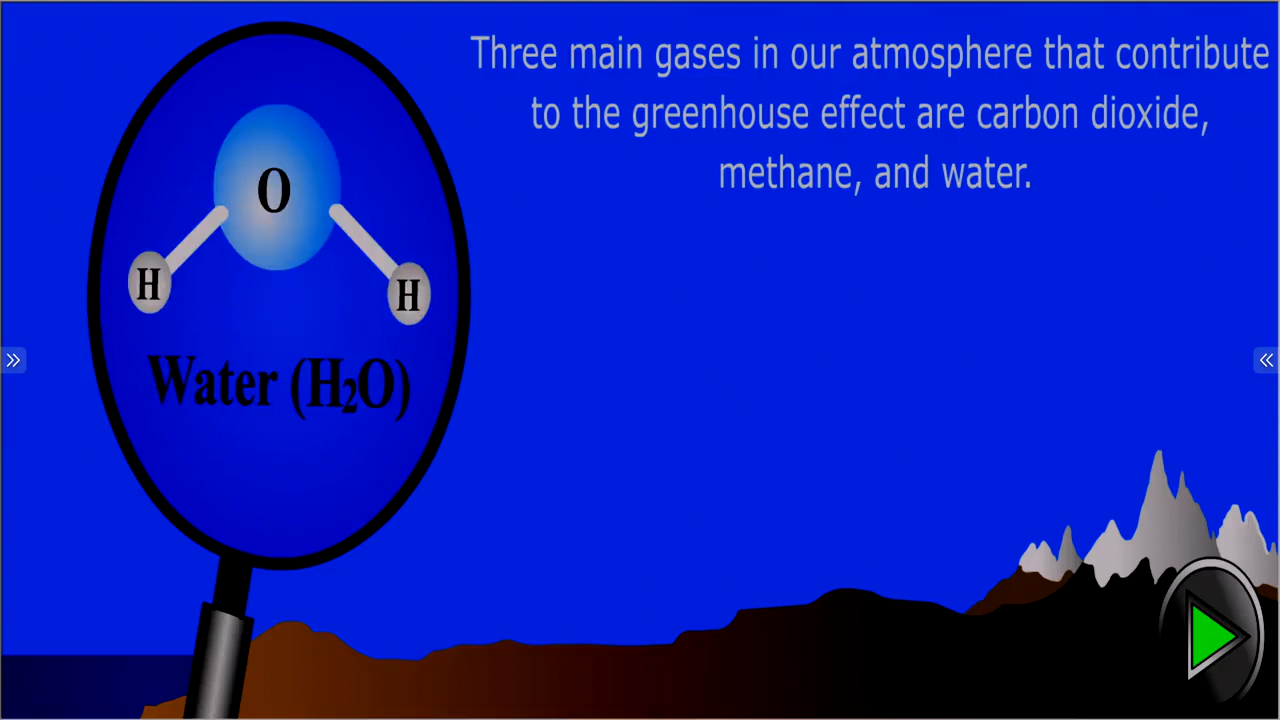 Three main gases in our atmosphere that contribute
to the greenhouse effect are carbon dioxide,
methane, and water.
O
H
H
Water (H₂O)